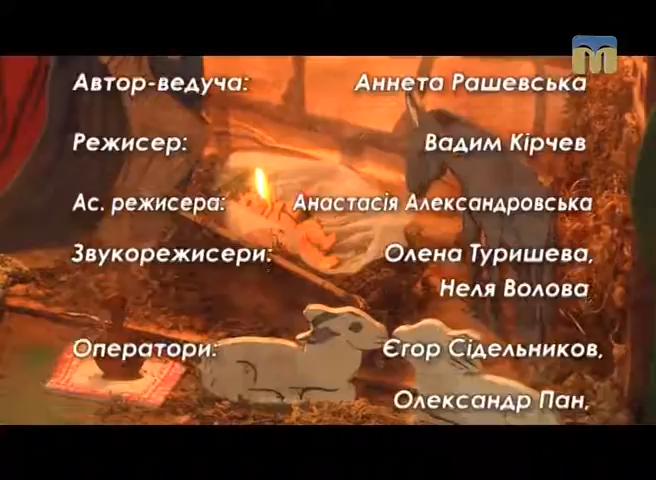 Автор-ведуча: Аннета Рашевська
Режисер: Вадим Кірчев
Ас. режисера: Анастасія Александровська
Звукорежисери: Олена Туришева,
Неля Волова
Оператори: Єгор Сідельников,
Олександр Пан,